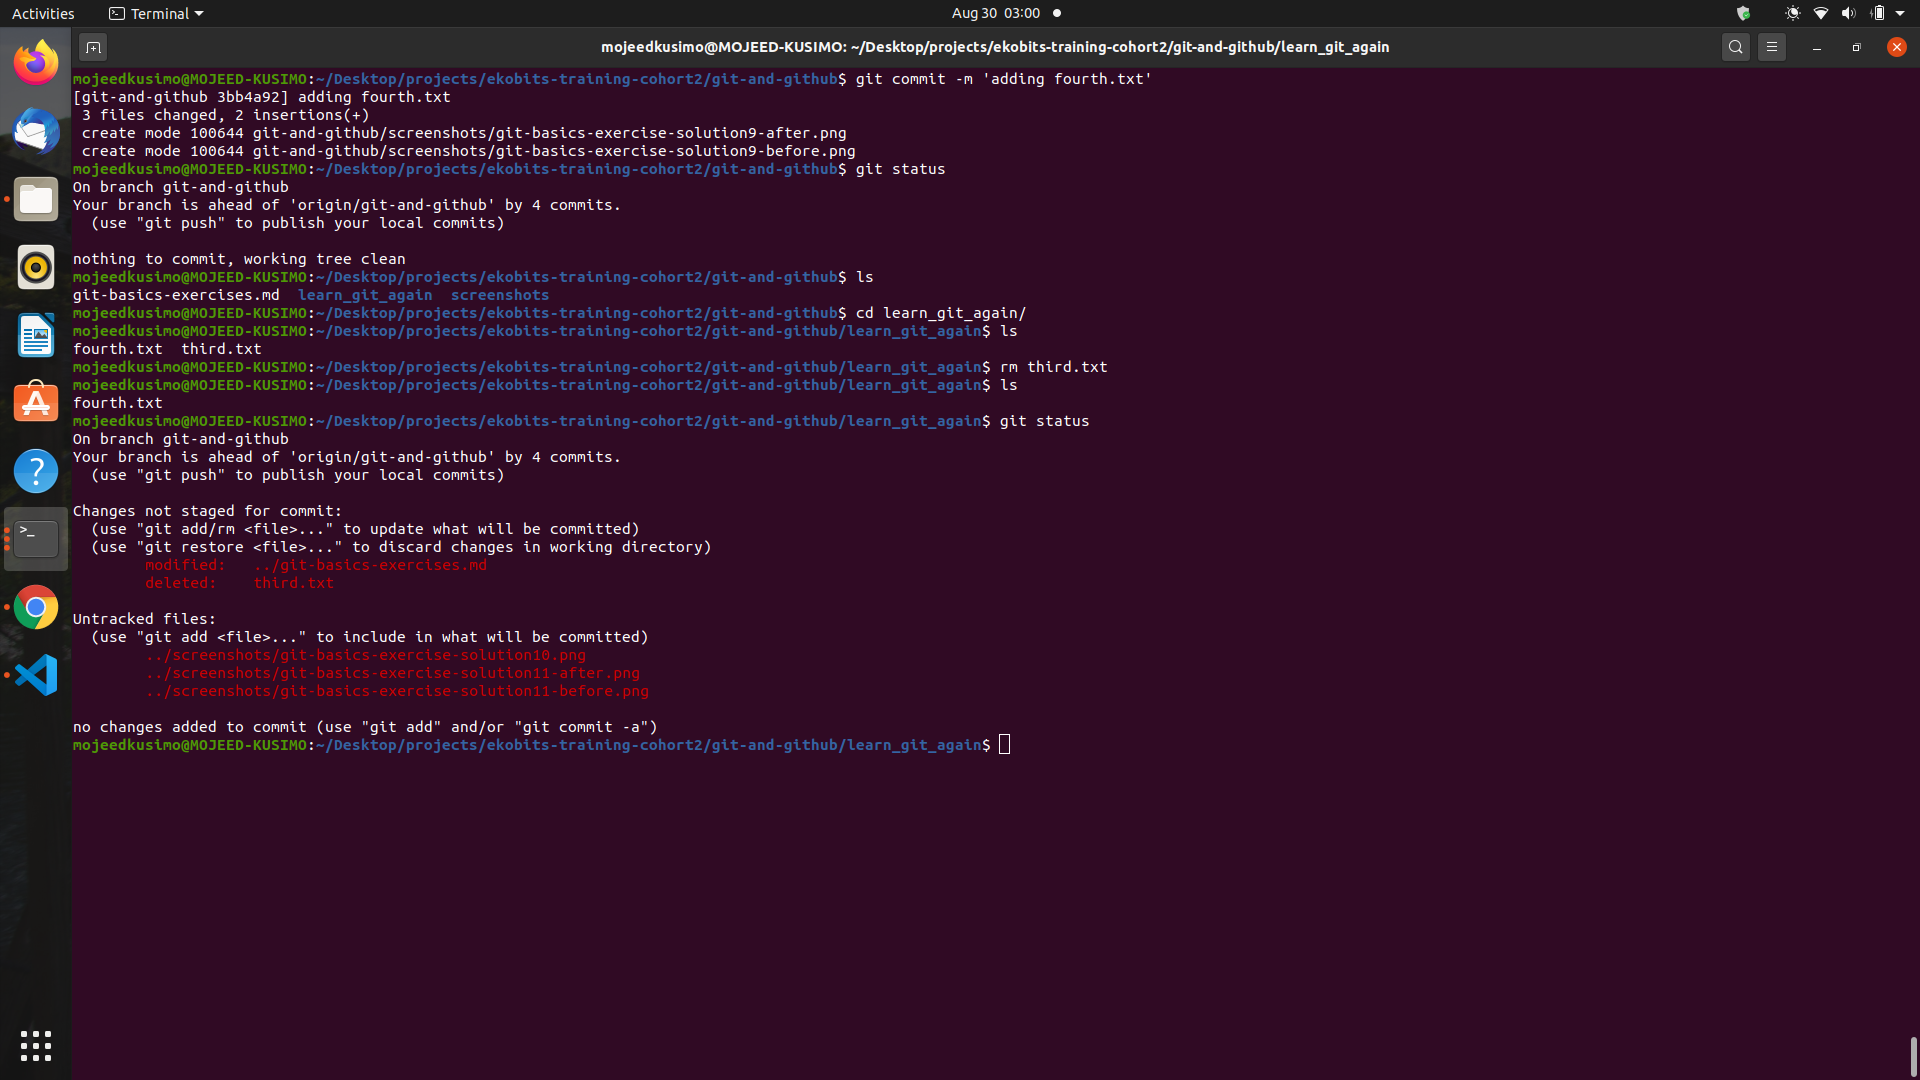 Activities Terminal Aug 30 03:00
mojeedkusimo@MOJEED-KUSIMO: ~/Desktop/projects/ekobits-training-cohort2/git-and-github/learn_git_again
mojeedkusimo@MOJEED-KUSIMO:~/Desktop/projects/ekobits-training-cohort2/git-and-github$ git commit -m 'adding fourth.txt'
[git-and-github 3bb4a92] adding fourth.txt
 3 files changed, 2 insertions(+)
 create mode 100644 git-and-github/screenshots/git-basics-exercise-solution9-after.png
 create mode 100644 git-and-github/screenshots/git-basics-exercise-solution9-before.png
mojeedkusimo@MOJEED-KUSIMO:~/Desktop/projects/ekobits-training-cohort2/git-and-github$ git status
On branch git-and-github
Your branch is ahead of 'origin/git-and-github' by 4 commits.
  (use "git push" to publish your local commits)

nothing to commit, working tree clean
mojeedkusimo@MOJEED-KUSIMO:~/Desktop/projects/ekobits-training-cohort2/git-and-github$ ls
git-basics-exercises.md  learn_git_again  screenshots
mojeedkusimo@MOJEED-KUSIMO:~/Desktop/projects/ekobits-training-cohort2/git-and-github$ cd learn_git_again/
mojeedkusimo@MOJEED-KUSIMO:~/Desktop/projects/ekobits-training-cohort2/git-and-github/learn_git_again$ ls
fourth.txt  third.txt
mojeedkusimo@MOJEED-KUSIMO:~/Desktop/projects/ekobits-training-cohort2/git-and-github/learn_git_again$ rm third.txt
mojeedkusimo@MOJEED-KUSIMO:~/Desktop/projects/ekobits-training-cohort2/git-and-github/learn_git_again$ ls
fourth.txt
mojeedkusimo@MOJEED-KUSIMO:~/Desktop/projects/ekobits-training-cohort2/git-and-github/learn_git_again$ git status
On branch git-and-github
Your branch is ahead of 'origin/git-and-github' by 4 commits.
  (use "git push" to publish your local commits)

Changes not staged for commit:
  (use "git add/rm <file>..." to update what will be committed)
  (use "git restore <file>..." to discard changes in working directory)
        modified:   ../git-basics-exercises.md
        deleted:    third.txt

Untracked files:
  (use "git add <file>..." to include in what will be committed)
        ../screenshots/git-basics-exercise-solution10.png
        ../screenshots/git-basics-exercise-solution11-after.png
        ../screenshots/git-basics-exercise-solution11-before.png

no changes added to commit (use "git add" and/or "git commit -a")
mojeedkusimo@MOJEED-KUSIMO:~/Desktop/projects/ekobits-training-cohort2/git-and-github/learn_git_again$